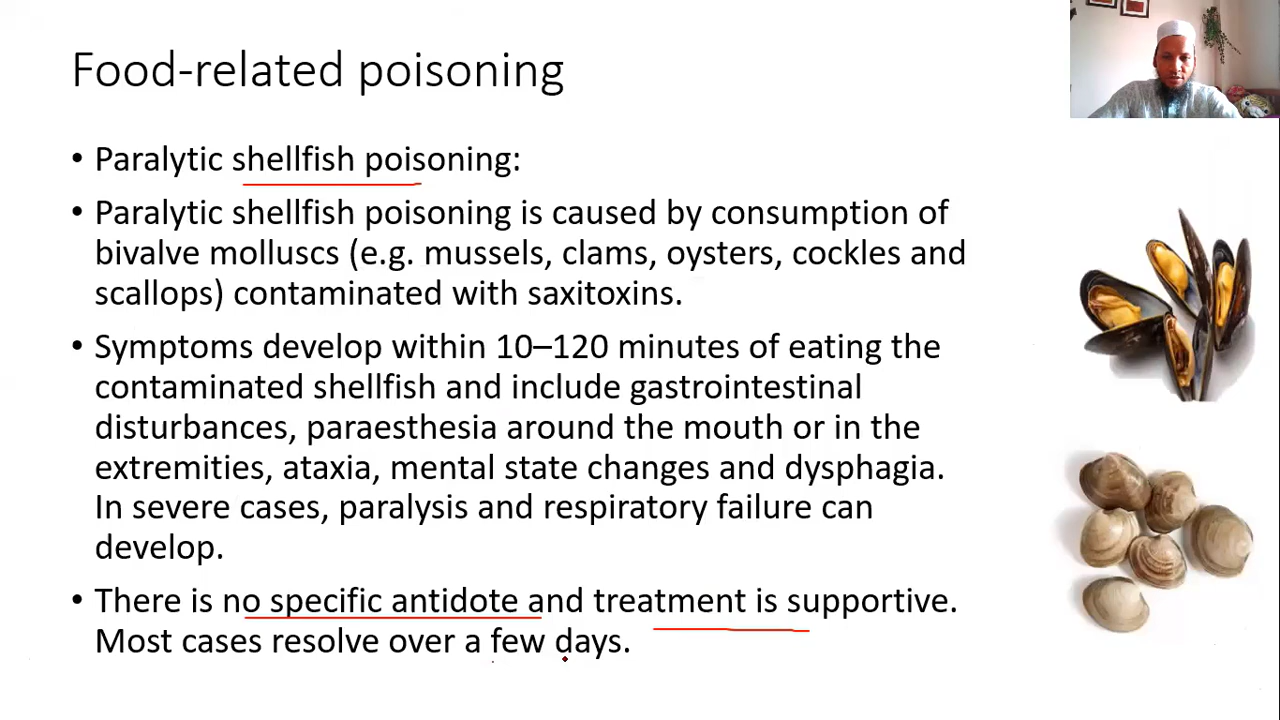 Food-related poisoning
• Paralytic shellfish poisoning:
• Paralytic shellfish poisoning is caused by consumption of
bivalve molluscs (e.g. mussels, clams, oysters, cockles and
scallops) contaminated with saxitoxins.
• Symptoms develop within 10–120 minutes of eating the
contaminated shellfish and include gastrointestinal
disturbances, paraesthesia around the mouth or in the
extremities, ataxia, mental state changes and dysphagia.
In severe cases, paralysis and respiratory failure can
develop.
• There is no specific antidote and treatment is supportive.
Most cases resolve over a few days.